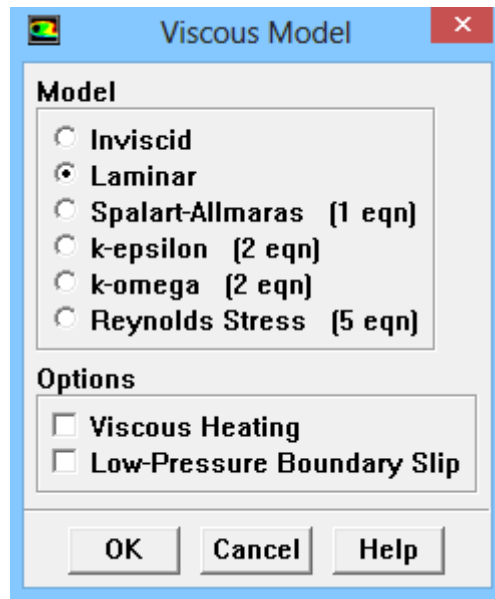 Viscous Model
Model
Inviscid
Laminar
Spalart-Allmaras (1 eqn)
k-epsilon (2 eqn)
k-omega (2 eqn)
Reynolds Stress (5 eqn)
Options
Viscous Heating
Low-Pressure Boundary Slip
OK Cancel Help